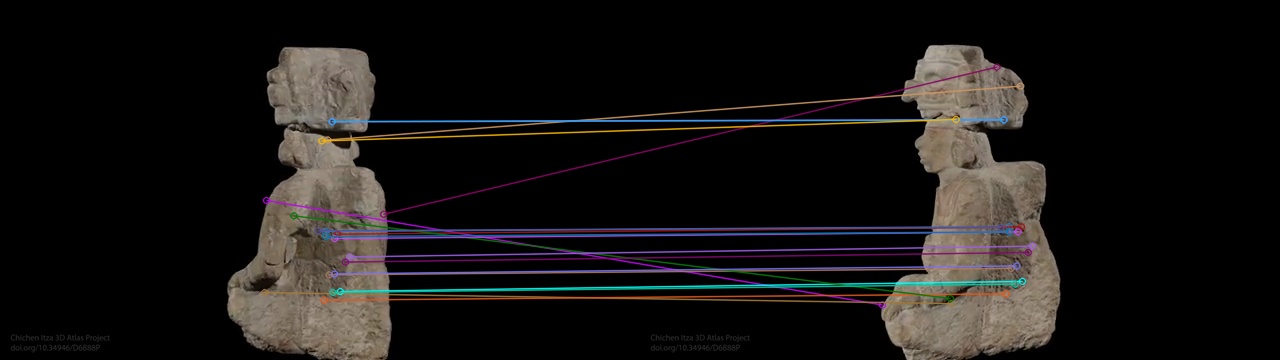 Chichen Itza 3D Atlas Project
doi.org/10.34946/D6B88P
Chichen Itza 3D Atlas Project
doi.org/10.34946/D6B88P